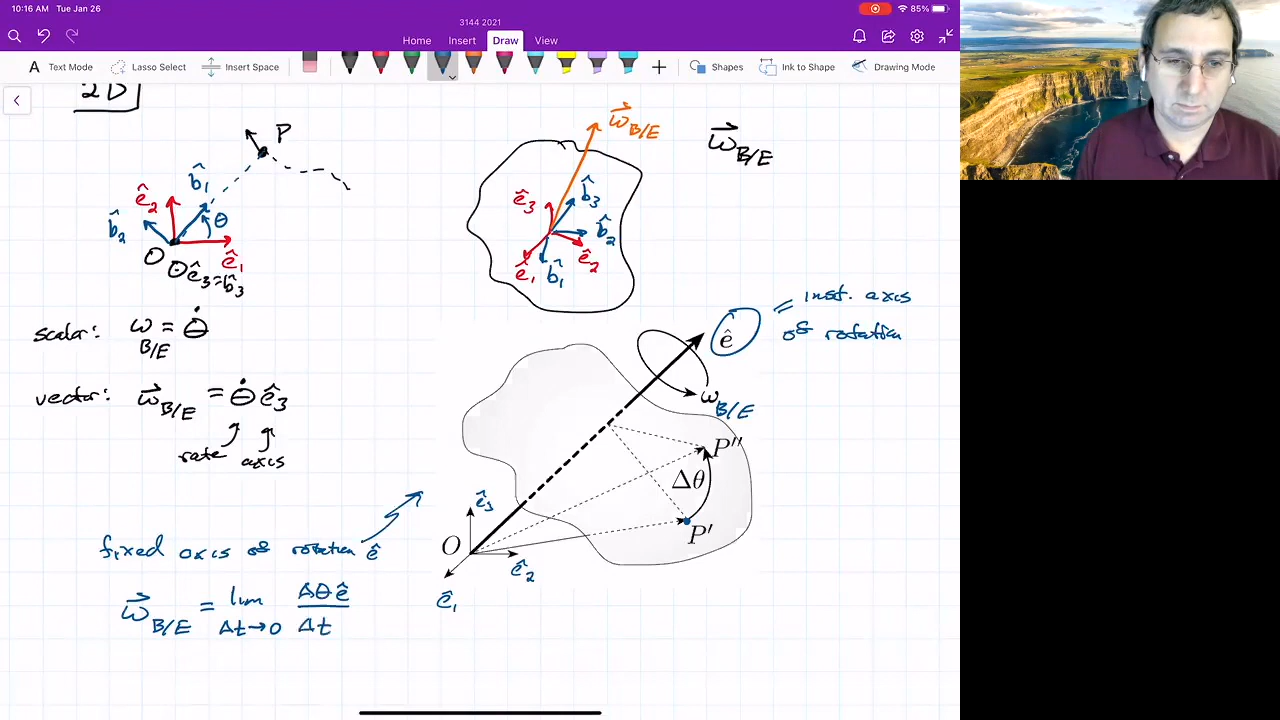 10:16 AM Tue Jan 26
85%
3144 2021
Home Insert Draw View
Text Mode Lasso Select Insert Space Shapes Ink to Shape Drawing Mode
2D
P
b̂₁
ê₂
θ
b̂₂
ê₁
O ê₃=b̂₃
ω⃗ B/E
ω⃗ B/E
ê₃ b̂₃
b̂₂
ê₁ b̂₁ ê₂
scalar: ω B/E = θ̇
vector: ω⃗ B/E = θ̇ ê₃
rate axis
ê = inst. axis
of rotation
ω B/E
P''
Δθ
P'
ê₃
O
ê₂
ê₁
fixed axis of rotation ê
ω⃗ B/E = lim Δt→0 Δθ ê / Δt